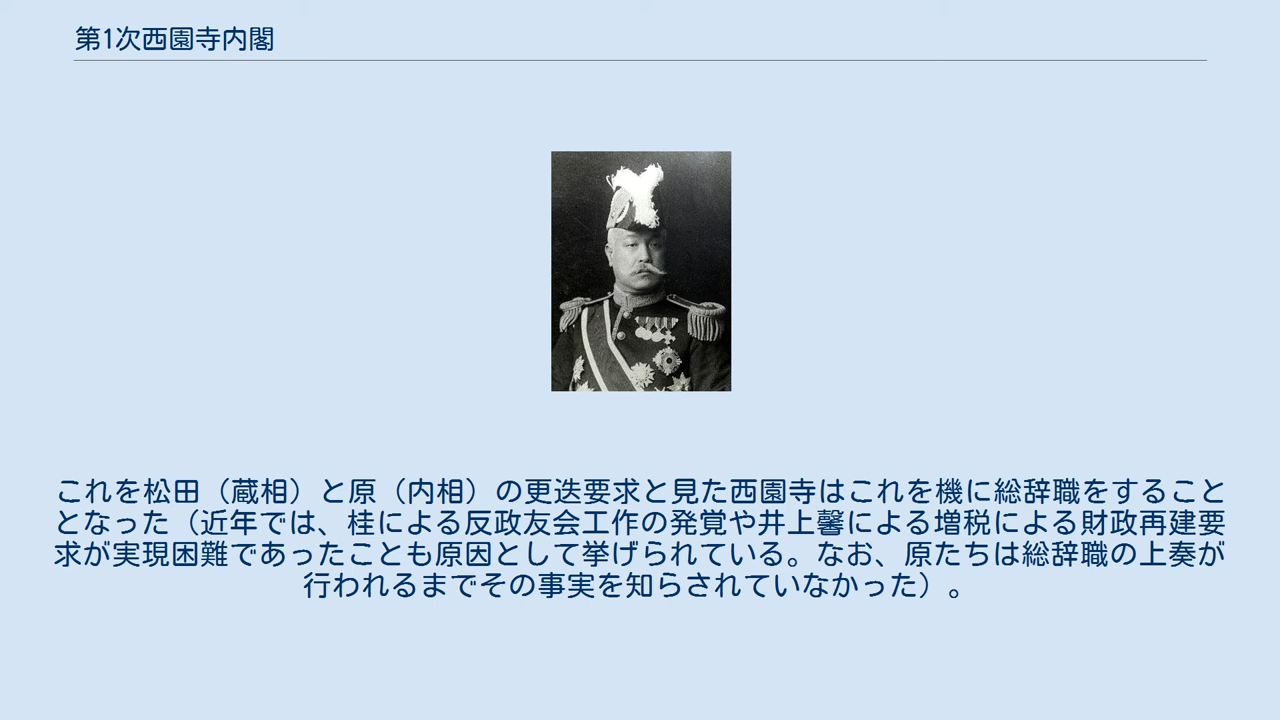 第1次西園寺内閣
これを松田（蔵相）と原（内相）の更迭要求と見た西園寺はこれを機に総辞職をすること
となった（近年では、桂による反政友会工作の発覚や井上馨による増税による財政再建要
求が実現困難であったことも原因として挙げられている。なお、原たちは総辞職の上奏が
行われるまでその事実を知らされていなかった）。